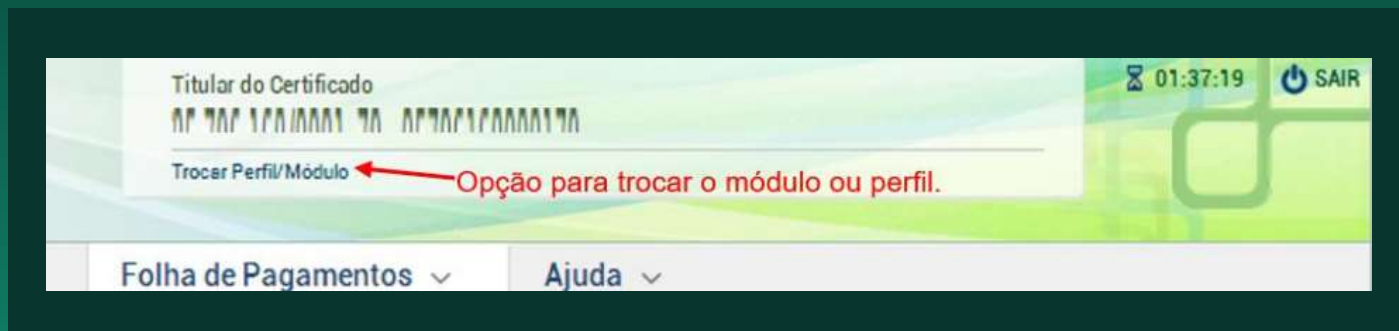 Titular do Certificado
01:37:19 SAIR
Trocar Perfil/Módulo
Opção para trocar o módulo ou perfil.
Folha de Pagamentos Ajuda